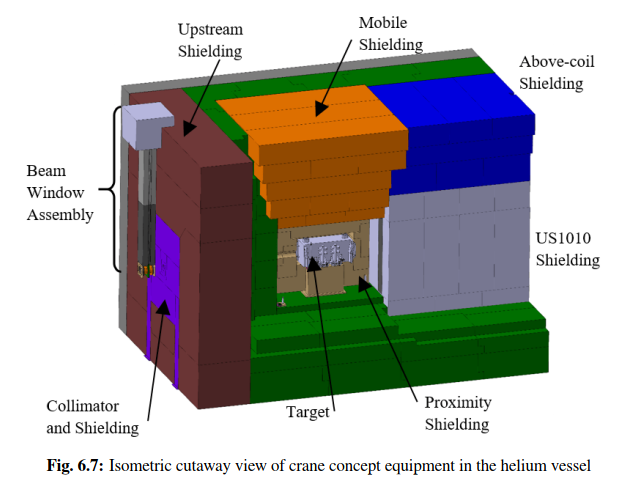 Upstream
Shielding
Mobile
Shielding
Above-coil
Shielding
Beam
Window
Assembly
US1010
Shielding
Collimator
and Shielding
Target
Proximity
Shielding
Fig. 6.7: Isometric cutaway view of crane concept equipment in the helium vessel